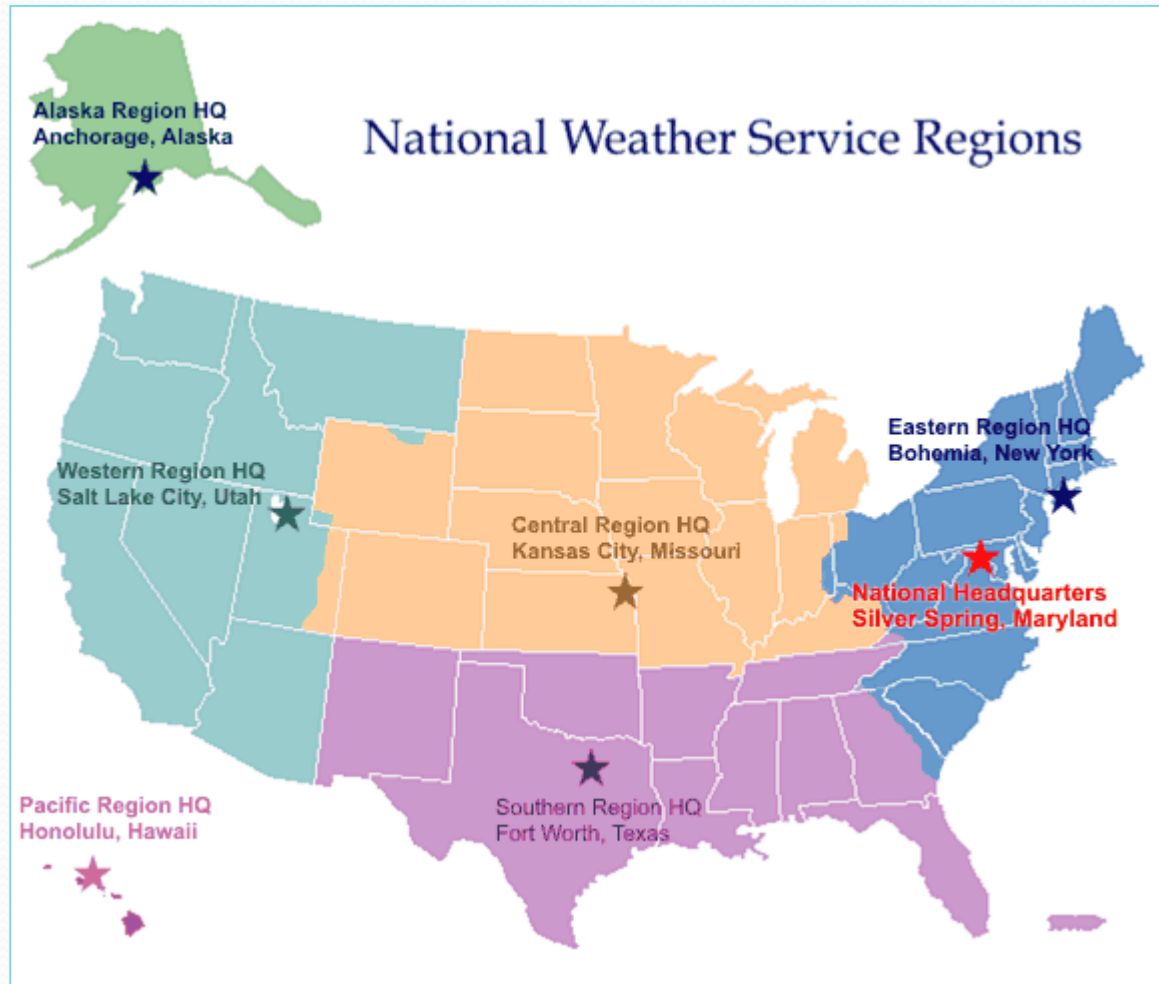 Alaska Region HQ
Anchorage, Alaska
National Weather Service Regions
Eastern Region HQ
Bohemia, New York
Western Region HQ
Salt Lake City, Utah
Central Region HQ
Kansas City, Missouri
National Headquarters
Silver Spring, Maryland
Pacific Region HQ
Honolulu, Hawaii
Southern Region HQ
Fort Worth, Texas